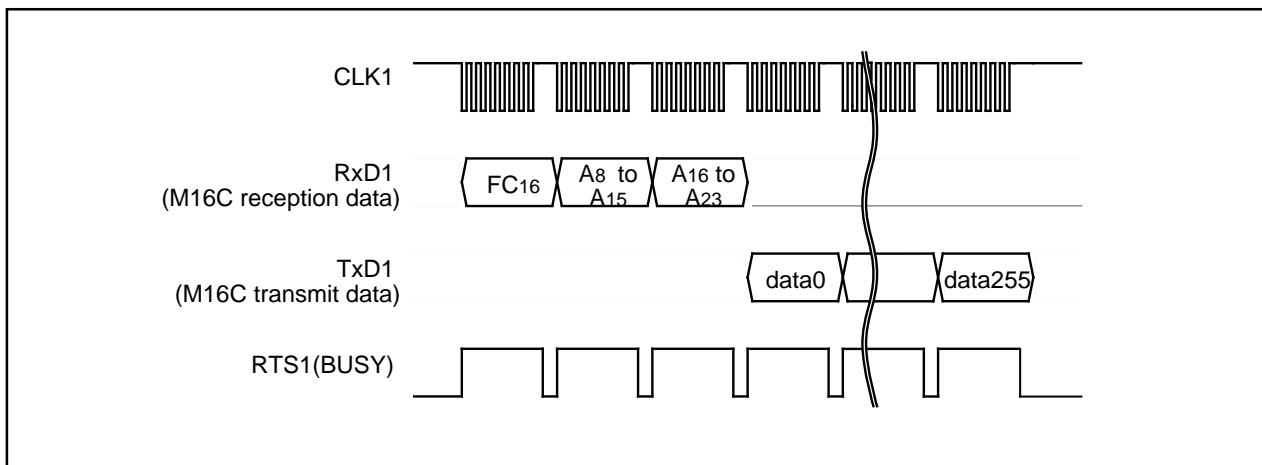 CLK1
RxD1
(M16C reception data)
FC16
A8 to
A15
A16 to
A23
TxD1
(M16C transmit data)
data0
data255
RTS1(BUSY)